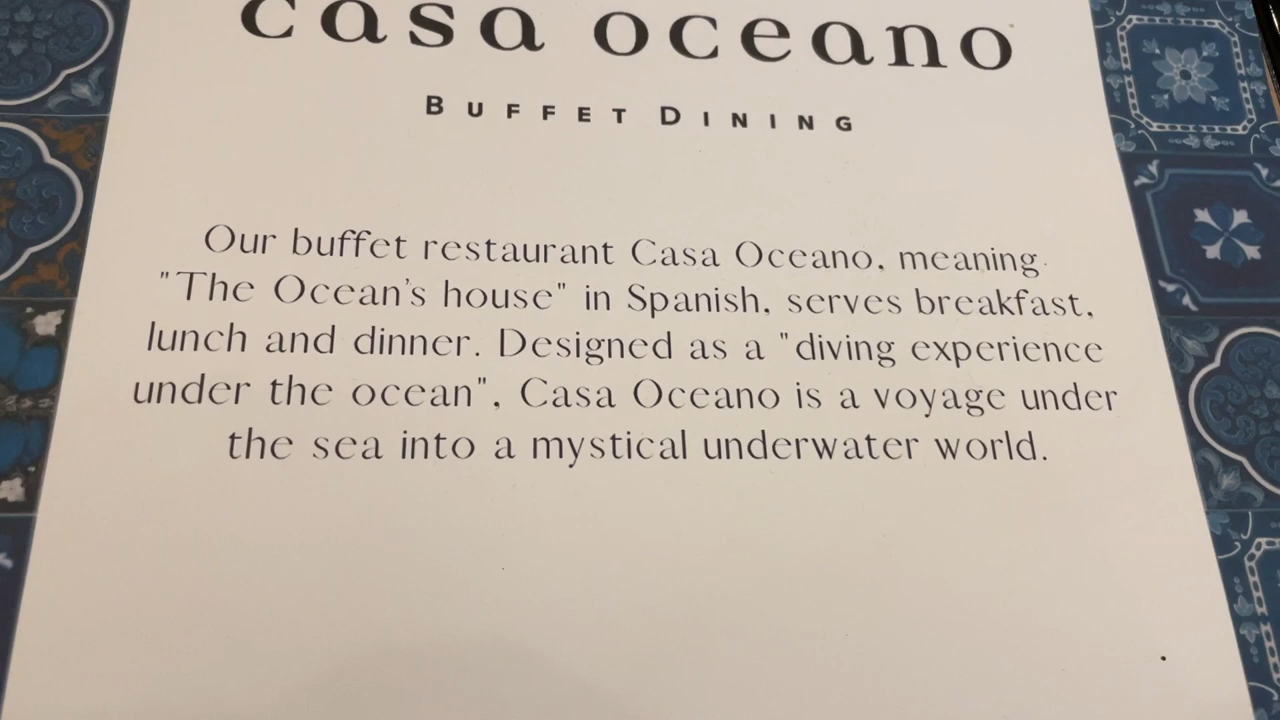 casa oceano
BUFFET DINING
Our buffet restaurant Casa Oceano, meaning
"The Ocean's house" in Spanish, serves breakfast,
lunch and dinner. Designed as a "diving experience
under the ocean", Casa Oceano is a voyage under
the sea into a mystical underwater world.